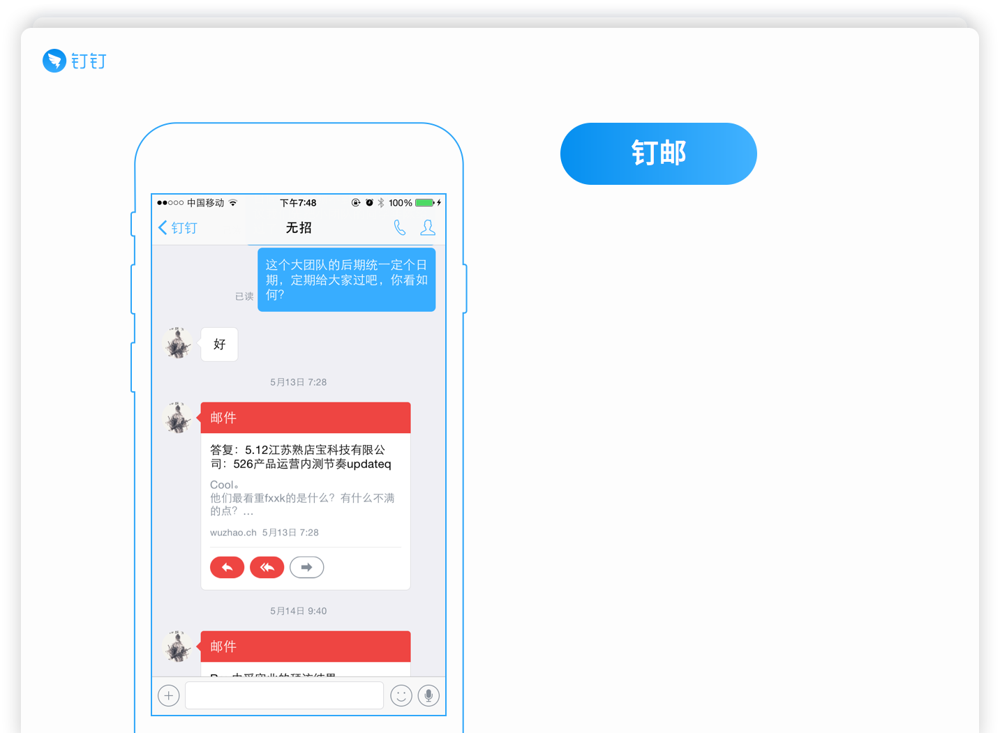 钉钉
钉邮
中国移动
下午7:48
100%
钉钉
无招
这个大团队的后期统一定个日
期，定期给大家过吧，你看如
何？
已读
好
5月13日 7:28
邮件
答复：5.12江苏熟店宝科技有限公
司：526产品运营内测节奏updateq
Cool。
他们最看重fxxk的是什么？有什么不满
的点？...
wuzhao.ch 5月13日 7:28
5月14日 9:40
邮件